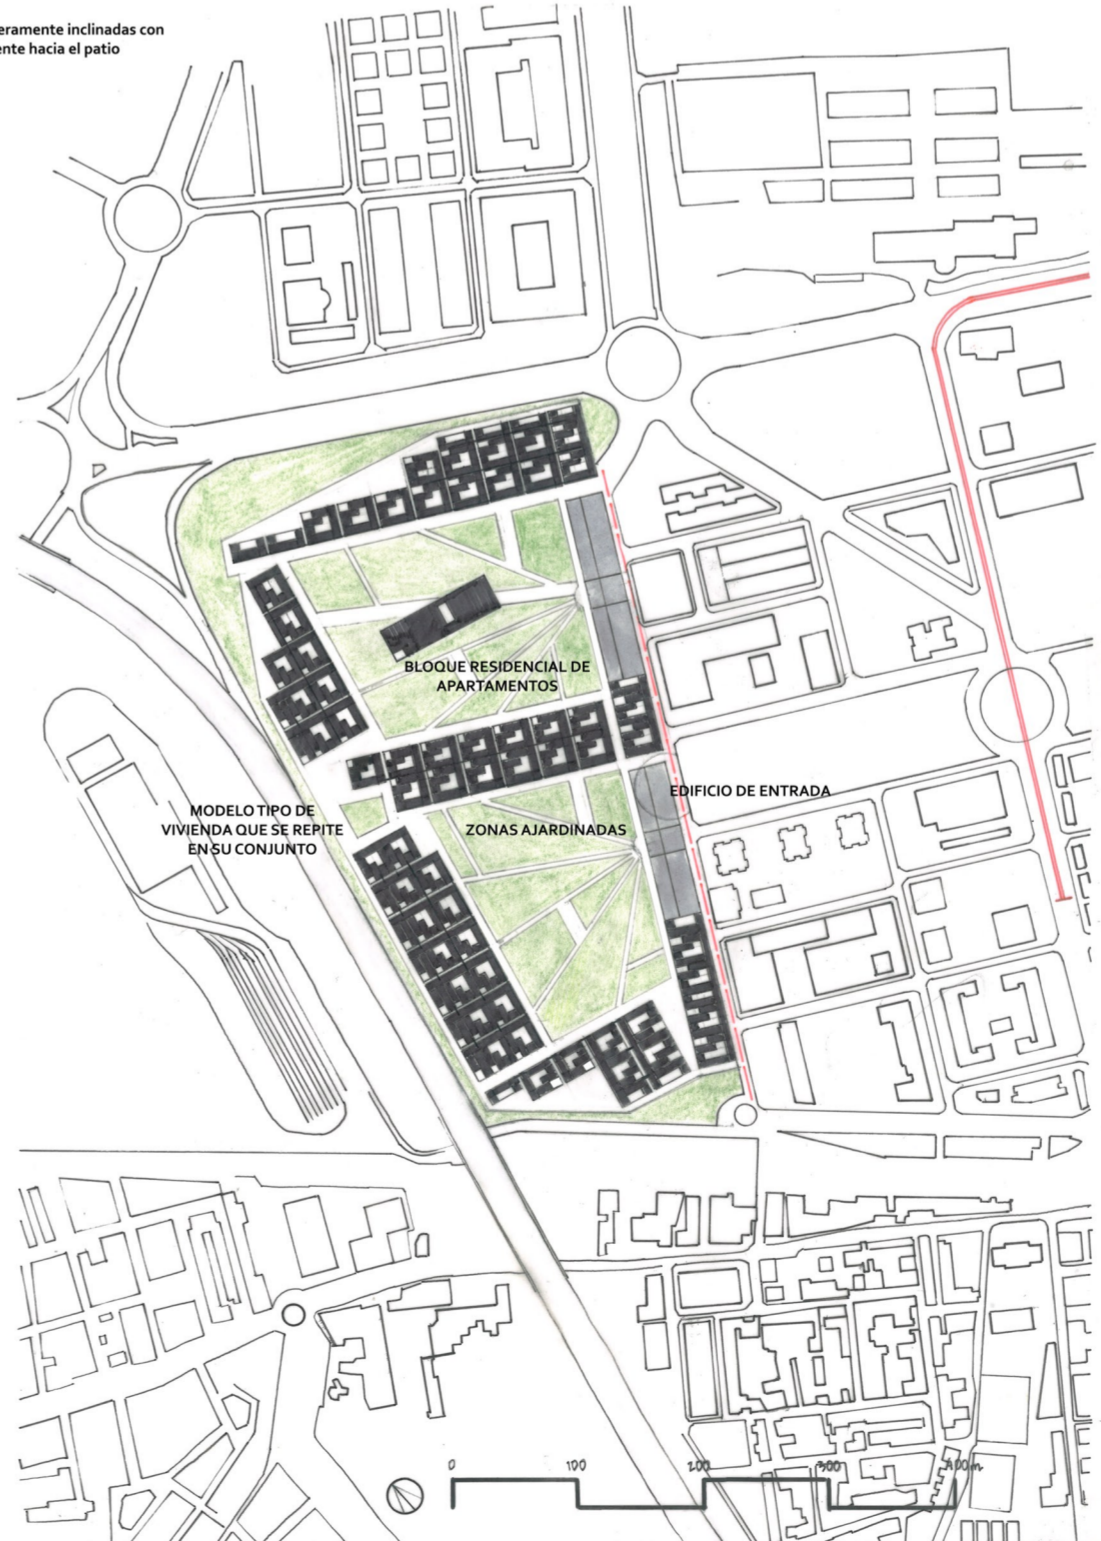 eramente inclinadas con
ente hacia el patio
BLOQUE RESIDENCIAL DE
APARTAMENTOS
EDIFICIO DE ENTRADA
MODELO TIPO DE
VIVIENDA QUE SE REPITE
EN SU CONJUNTO
ZONAS AJARDINADAS
0 100 200 300 400m